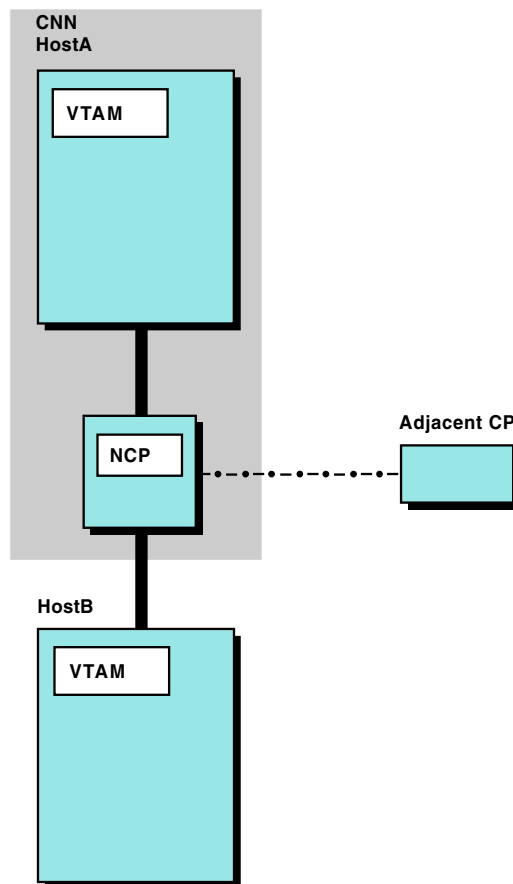 CNN
HostA
VTAM
NCP
Adjacent CP
HostB
VTAM